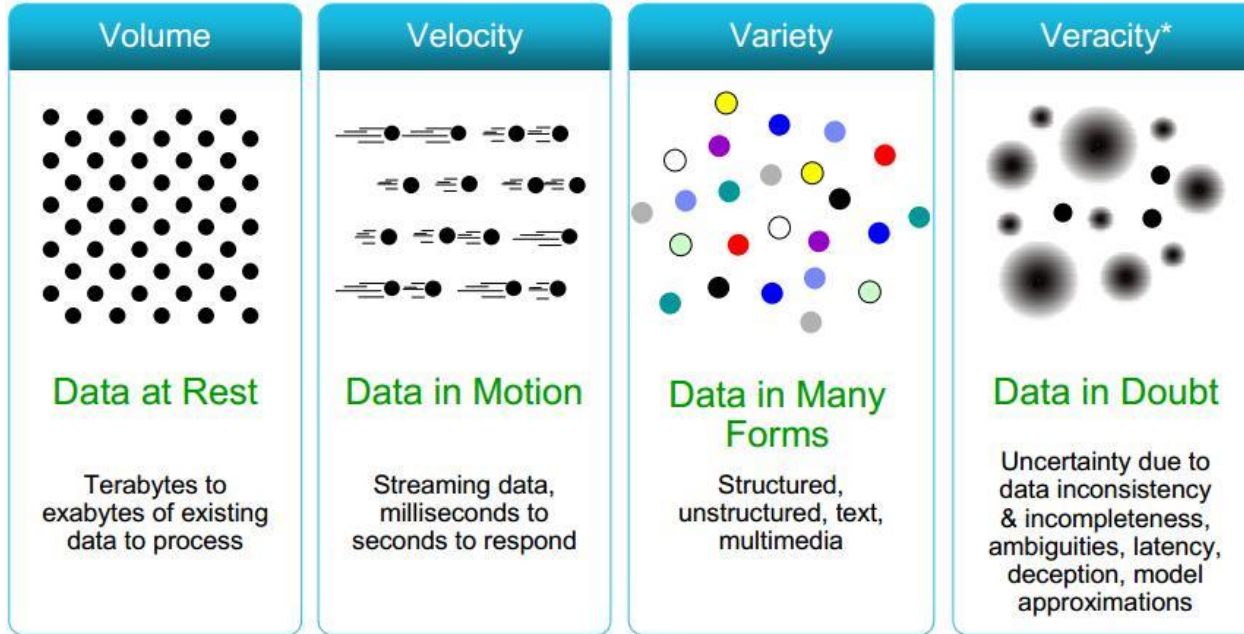 Volume
Data at Rest
Terabytes to
exabytes of existing
data to process
Velocity
Data in Motion
Streaming data,
milliseconds to
seconds to respond
Variety
Data in Many
Forms
Structured,
unstructured, text,
multimedia
Veracity*
Data in Doubt
Uncertainty due to
data inconsistency
& incompleteness,
ambiguities, latency,
deception, model
approximations